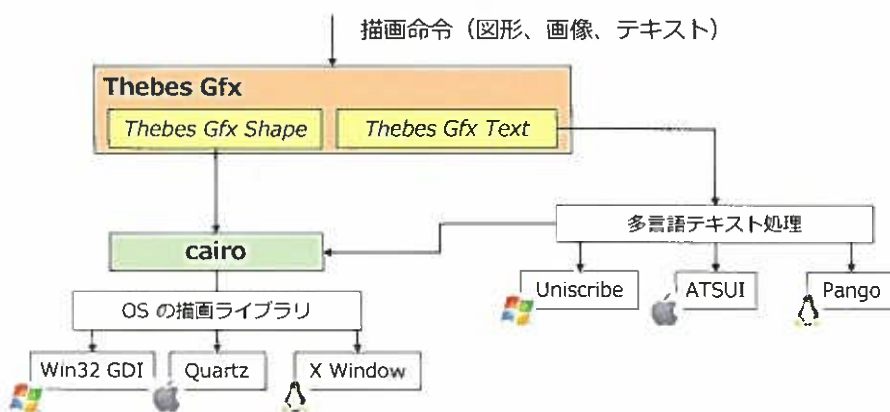 描画命令（図形、画像、テキスト）
Thebes Gfx
Thebes Gfx Shape
Thebes Gfx Text
多言語テキスト処理
cairo
Uniscribe
ATSUI
Pango
OS の描画ライブラリ
Win32 GDI
Quartz
X Window